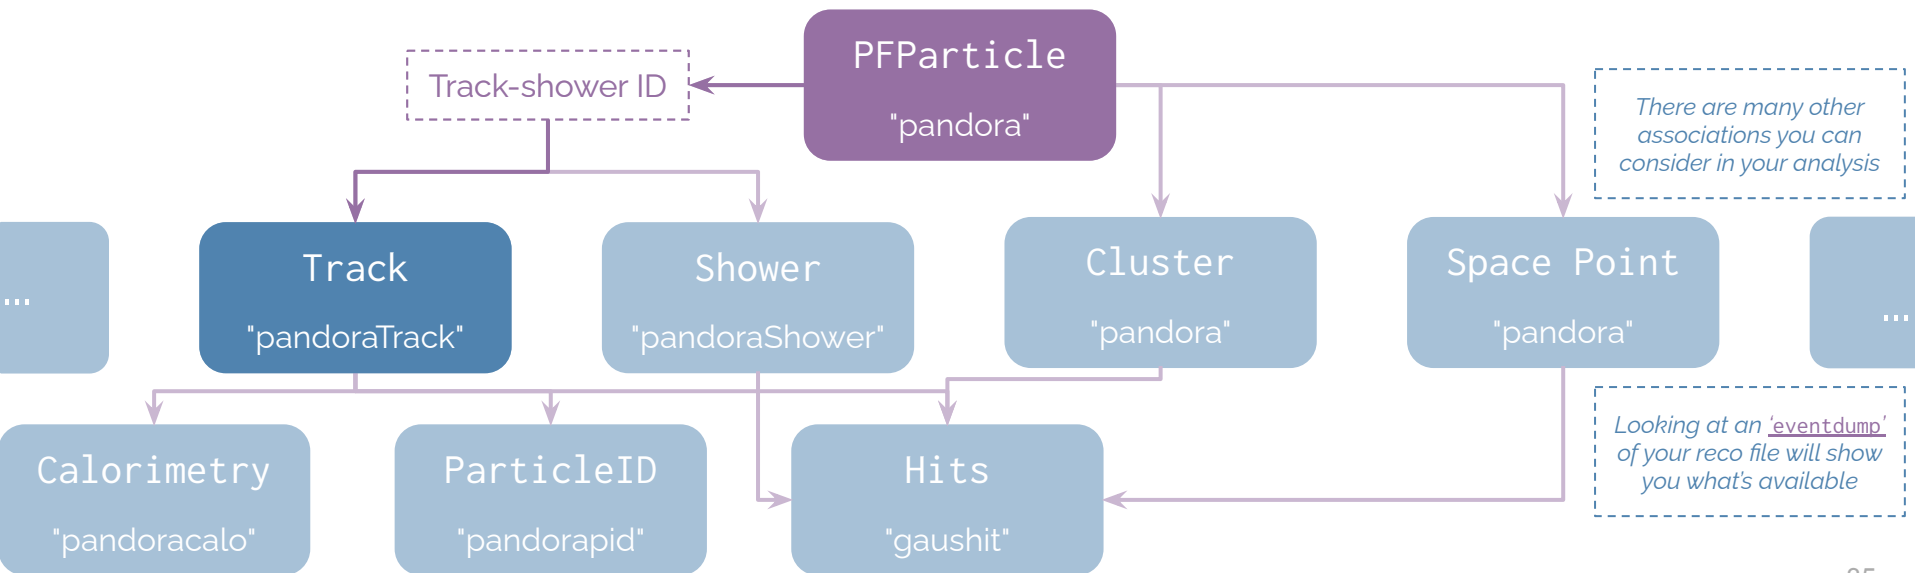 PFParticle
"pandora"
Track-shower ID
There are many other
associations you can
consider in your analysis
...
Track
"pandoraTrack"
Shower
"pandoraShower"
Cluster
"pandora"
Space Point
"pandora"
...
Looking at an 'eventdump'
of your reco file will show
you what's available
Calorimetry
"pandoracalo"
ParticleID
"pandorapid"
Hits
"gaushit"